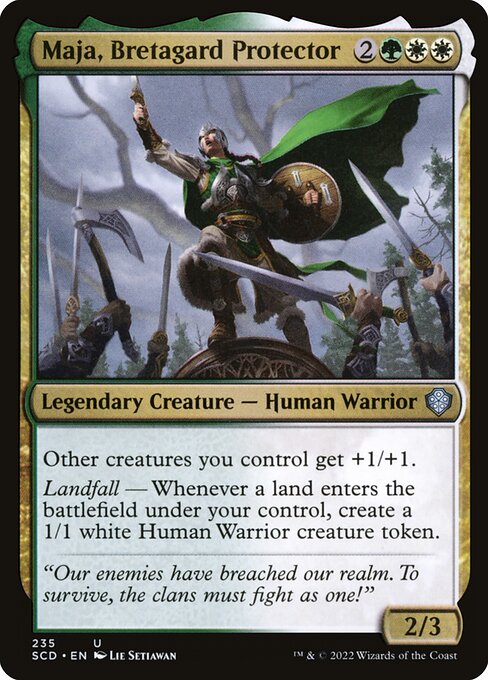 Maja, Bretagard Protector 2
Legendary Creature — Human Warrior
Other creatures you control get +1/+1.
Landfall — Whenever a land enters the
battlefield under your control, create a
1/1 white Human Warrior creature token.
“Our enemies have breached our realm. To
survive, the clans must fight as one!”
2/3
235 U
SCD • EN Lie Setiawan
™ & © 2022 Wizards of the Coast